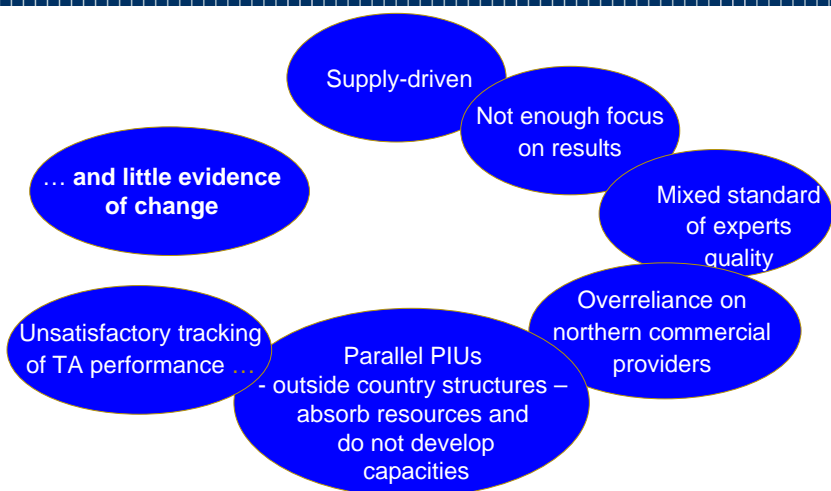 Supply-driven
Not enough focus
on results
Mixed standard
of experts
quality
Overreliance on
northern commercial
providers
Parallel PIUs
- outside country structures –
absorb resources and
do not develop
capacities
Unsatisfactory tracking
of TA performance …
… and little evidence
of change